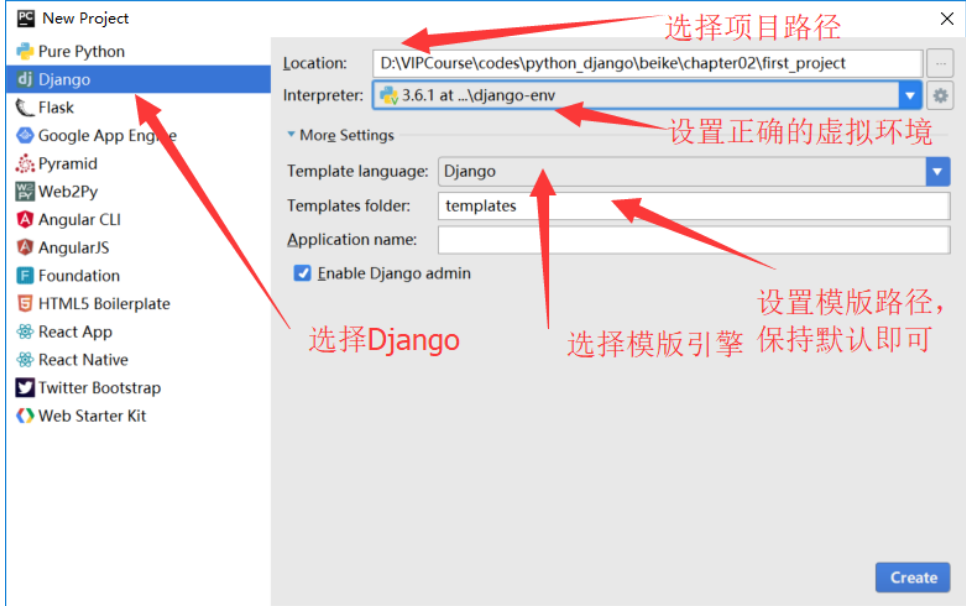 New Project
选择项目路径
Pure Python
Django
Flask
Google App Engine
Pyramid
Web2Py
Angular CLI
AngularJS
Foundation
HTML5 Boilerplate
React App
React Native
Twitter Bootstrap
Web Starter Kit
Location: D:\VIPCourse\codes\python_django\beike\chapter02\first_project
Interpreter: 3.6.1 at ...\django-env
设置正确的虚拟环境
More Settings
Template language: Django
Templates folder: templates
Application name:
Enable Django admin
选择Django
选择模版引擎
设置模版路径，
保持默认即可
Create